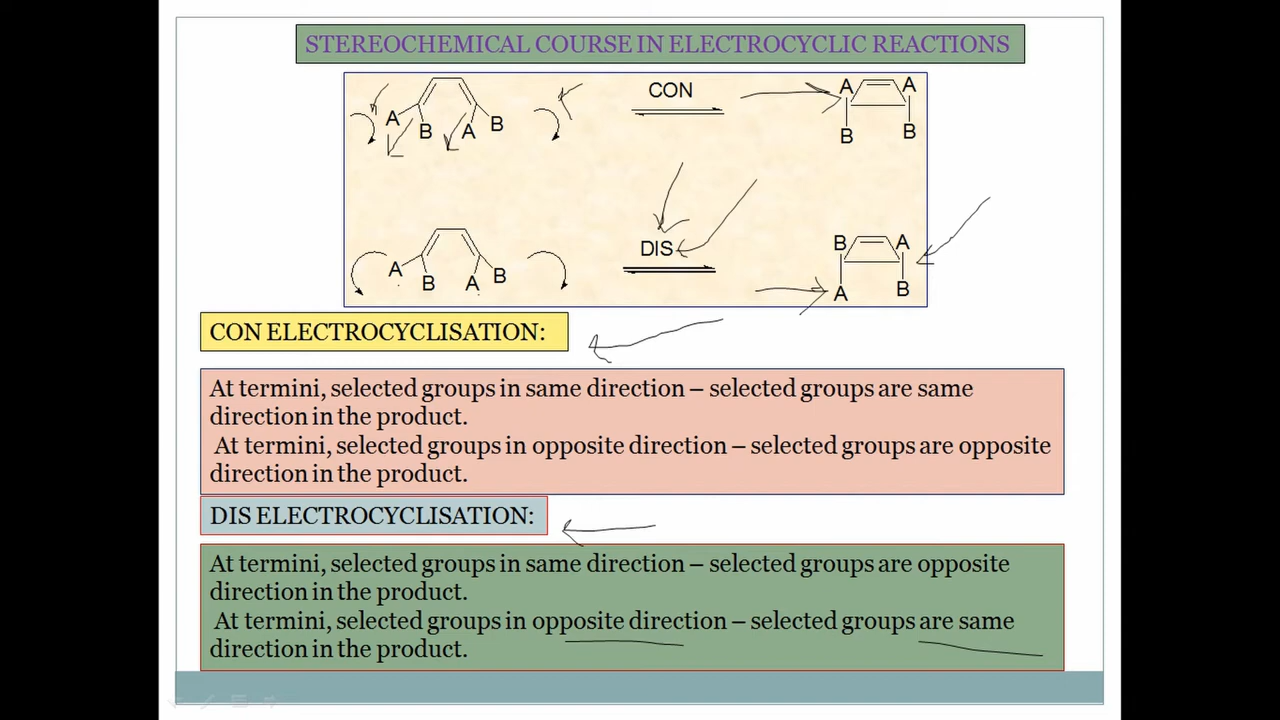 STEREOCHEMICAL COURSE IN ELECTROCYCLIC REACTIONS
CON
A B A B
A A
B B
DIS
A B A B
B A
A B
CON ELECTROCYCLISATION:
At termini, selected groups in same direction – selected groups are same
direction in the product.
At termini, selected groups in opposite direction – selected groups are opposite
direction in the product.
DIS ELECTROCYCLISATION:
At termini, selected groups in same direction – selected groups are opposite
direction in the product.
At termini, selected groups in opposite direction – selected groups are same
direction in the product.